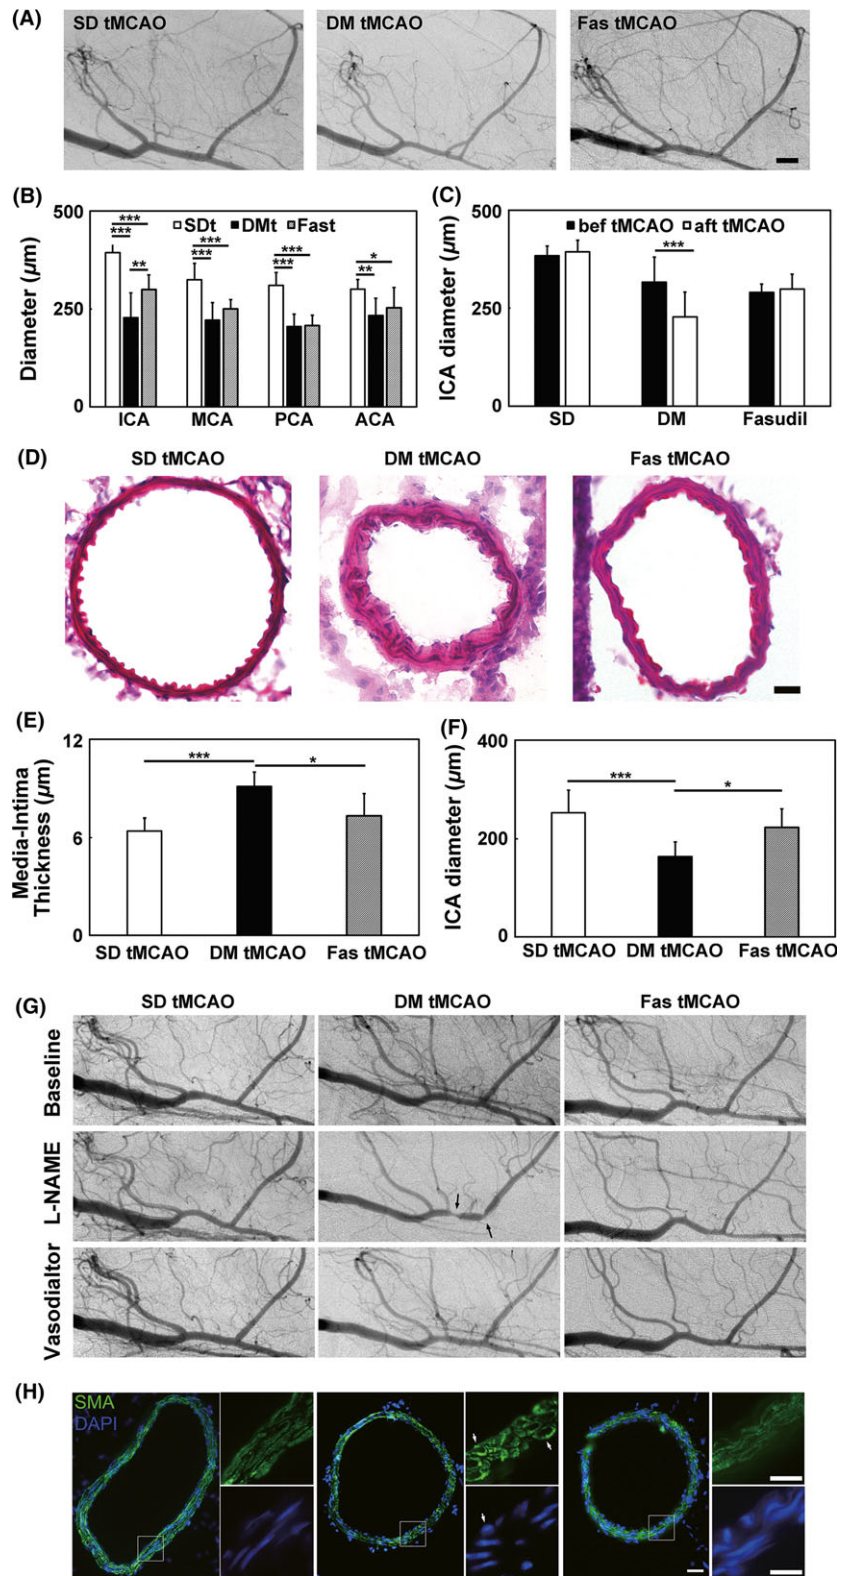 (A)
SD tMCAO DM tMCAO Fas tMCAO
(B)
500
250
0
Diameter (µm)
SDt DMt Fast
*** *** ** *** *** *** *** * **
ICA MCA PCA ACA
(C)
500
250
0
ICA diameter (µm)
bef tMCAO aft tMCAO
***
SD DM Fasudil
(D)
SD tMCAO DM tMCAO Fas tMCAO
(E)
12
6
0
Media-Intima
Thickness (µm)
*** *
SD tMCAO DM tMCAO Fas tMCAO
(F)
400
200
0
ICA diameter (µm)
*** *
SD tMCAO DM tMCAO Fas tMCAO
(G)
SD tMCAO DM tMCAO Fas tMCAO
Baseline
L-NAME
Vasodialtor
(H)
SMA
DAPI